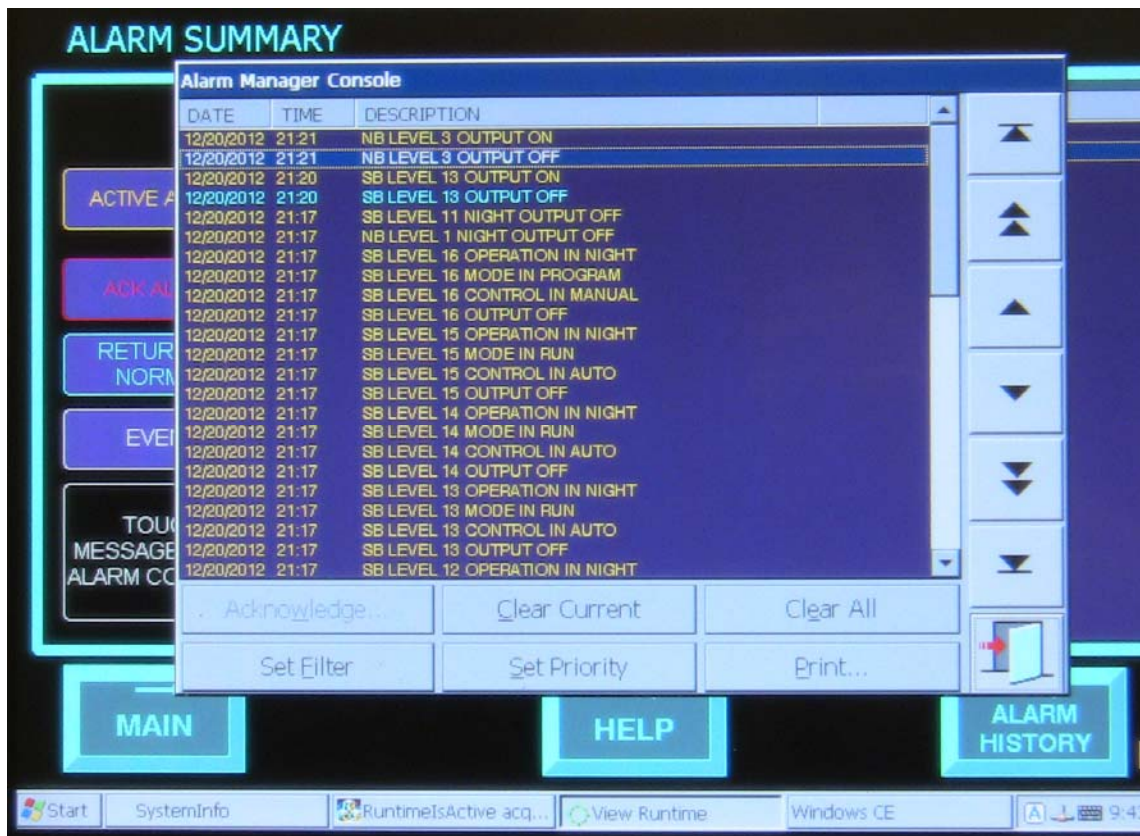 ALARM SUMMARY
Alarm Manager Console
DATE TIME DESCRIPTION
12/20/2012 21:21 NB LEVEL 3 OUTPUT ON
12/20/2012 21:21 NB LEVEL 3 OUTPUT OFF
12/20/2012 21:20 SB LEVEL 13 OUTPUT ON
12/20/2012 21:20 SB LEVEL 13 OUTPUT OFF
12/20/2012 21:17 SB LEVEL 11 NIGHT OUTPUT OFF
12/20/2012 21:17 NB LEVEL 1 NIGHT OUTPUT OFF
12/20/2012 21:17 SB LEVEL 16 OPERATION IN NIGHT
12/20/2012 21:17 SB LEVEL 16 MODE IN PROGRAM
12/20/2012 21:17 SB LEVEL 16 CONTROL IN MANUAL
12/20/2012 21:17 SB LEVEL 16 OUTPUT OFF
12/20/2012 21:17 SB LEVEL 15 OPERATION IN NIGHT
12/20/2012 21:17 SB LEVEL 15 MODE IN RUN
12/20/2012 21:17 SB LEVEL 15 CONTROL IN AUTO
12/20/2012 21:17 SB LEVEL 15 OUTPUT OFF
12/20/2012 21:17 SB LEVEL 14 OPERATION IN NIGHT
12/20/2012 21:17 SB LEVEL 14 MODE IN RUN
12/20/2012 21:17 SB LEVEL 14 CONTROL IN AUTO
12/20/2012 21:17 SB LEVEL 14 OUTPUT OFF
12/20/2012 21:17 SB LEVEL 13 OPERATION IN NIGHT
12/20/2012 21:17 SB LEVEL 13 MODE IN RUN
12/20/2012 21:17 SB LEVEL 13 CONTROL IN AUTO
12/20/2012 21:17 SB LEVEL 13 OUTPUT OFF
12/20/2012 21:17 SB LEVEL 12 OPERATION IN NIGHT
ACTIVE A
ACK AL
RETUR
NORM
EVE
TOU
MESSAGE
ALARM CO
Acknowledge... Clear Current Clear All
Set Filter Set Priority Print...
MAIN
HELP
ALARM
HISTORY
Start SystemInfo RuntimeIsActive acq... View Runtime Windows CE A 9:4